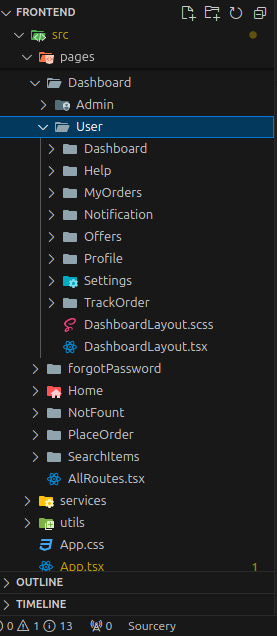 FRONTEND
src
pages
Dashboard
Admin
User
Dashboard
Help
MyOrders
Notification
Offers
Profile
Settings
TrackOrder
DashboardLayout.scss
DashboardLayout.tsx
forgotPassword
Home
NotFount
PlaceOrder
SearchItems
AllRoutes.tsx
services
utils
App.css
App.tsx 1
OUTLINE
TIMELINE
0 1 13 0 Sourcery